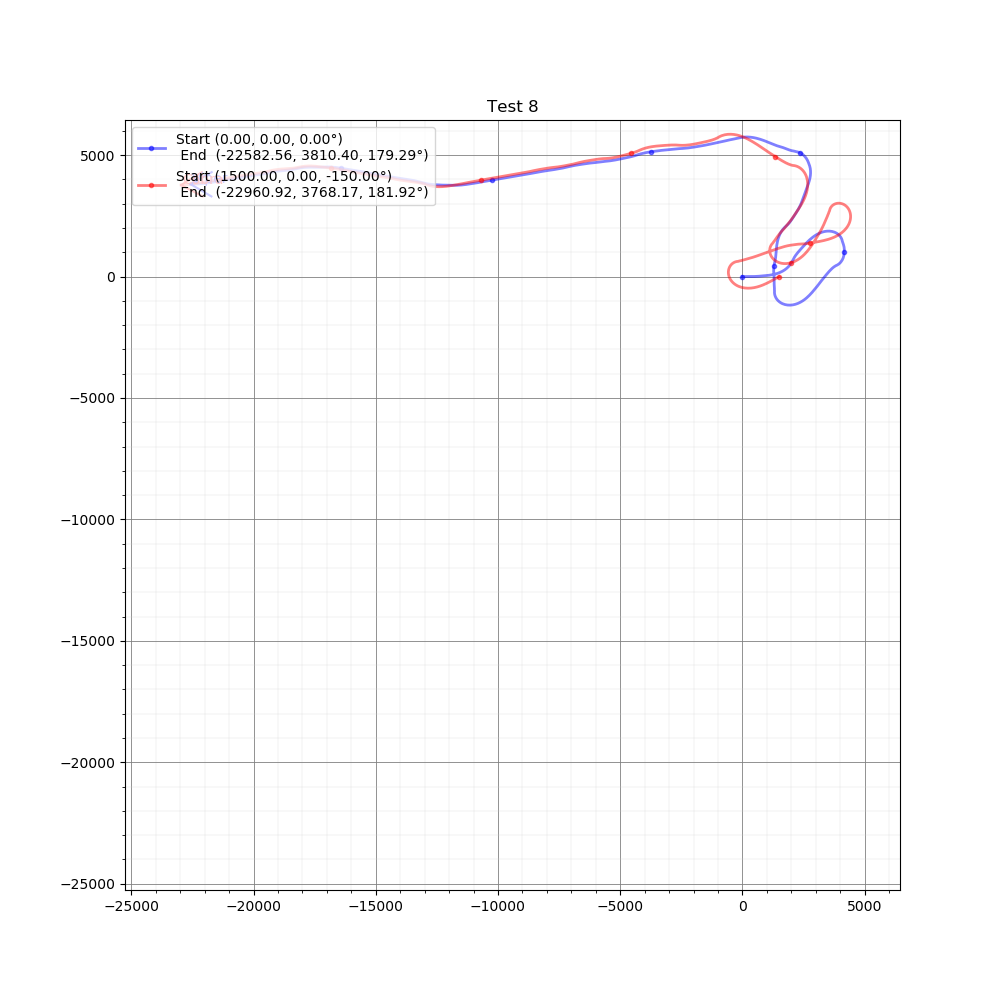 Test 8
Start (0.00, 0.00, 0.00°)
End (-22582.56, 3810.40, 179.29°)
Start (1500.00, 0.00, -150.00°)
End (-22960.92, 3768.17, 181.92°)
5000
0
−5000
−10000
−15000
−20000
−25000
−25000 −20000 −15000 −10000 −5000 0 5000